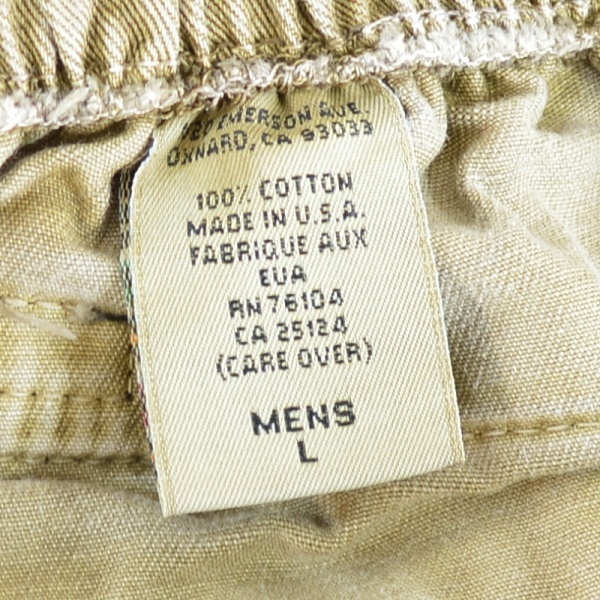 EMERSON AVE.
OXNARD, CA 93033
100% COTTON
MADE IN U.S.A.
FABRIQUE AUX
EUA
RN 76104
CA 25124
(CARE OVER)
MENS
L